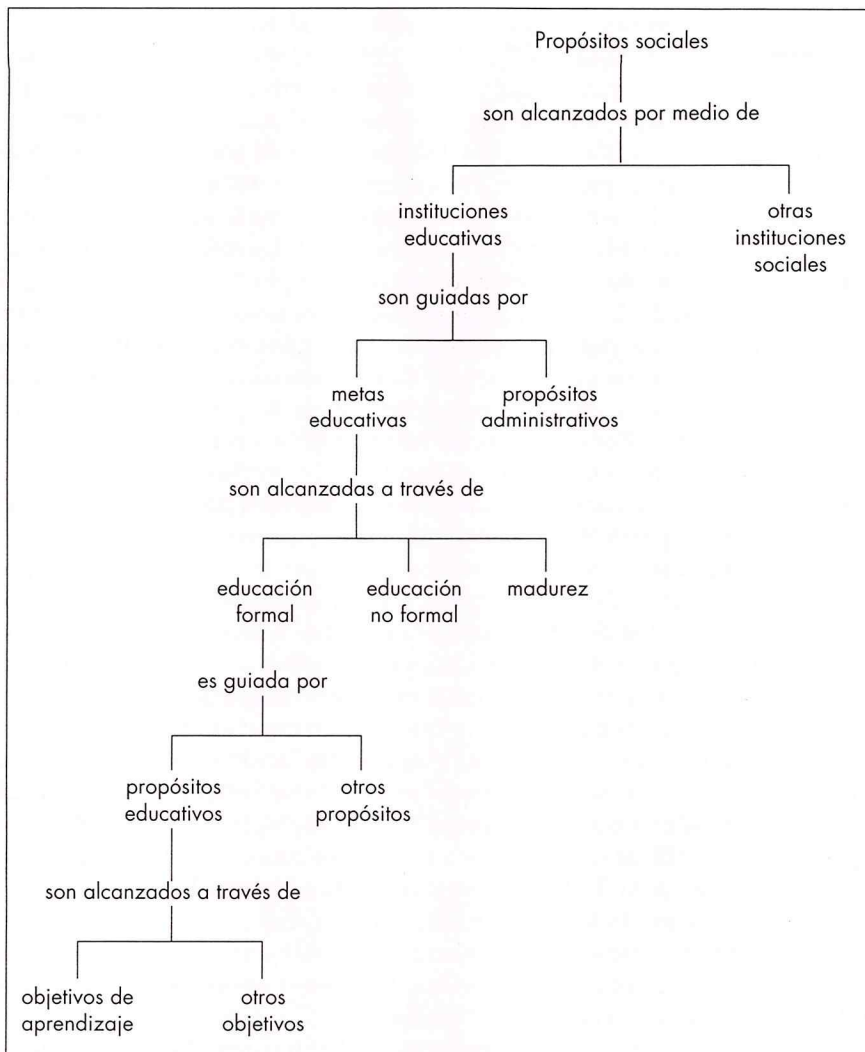 Propósitos sociales
son alcanzados por medio de
instituciones
educativas
otras
instituciones
sociales
son guiadas por
metas
educativas
propósitos
administrativos
son alcanzadas a través de
educación
formal
educación
no formal
madurez
es guiada por
propósitos
educativos
otros
propósitos
son alcanzados a través de
objetivos de
aprendizaje
otros
objetivos